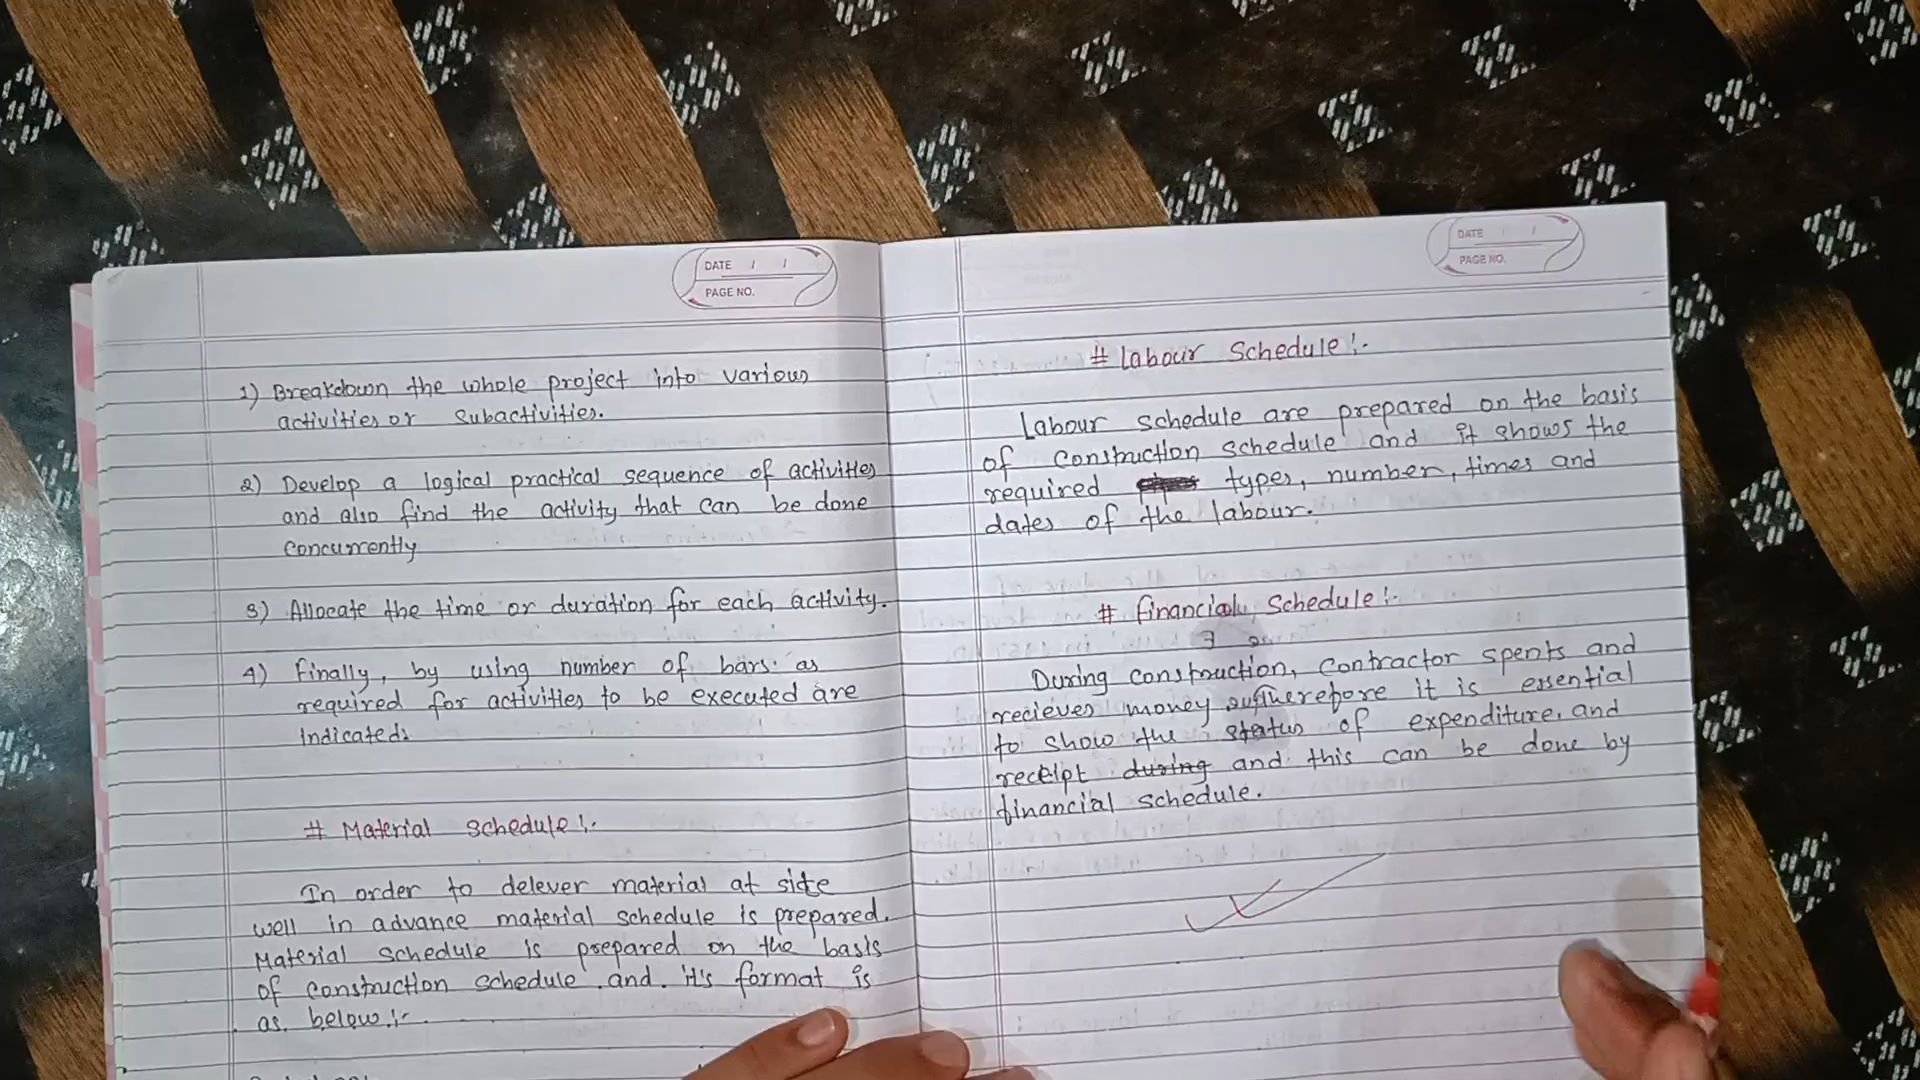 DATE / /
PAGE NO.
1) Breakdown the whole project into various
activities or Subactivities.
2) Develop a logical practical sequence of activities
and also find the activity that can be done
concurrently
3) Allocate the time or duration for each activity.
4) Finally, by using number of bars as
required for activities to be executed are
Indicated.
# Material Schedule :-
In order to delever material at site
well in advance material schedule is prepared.
Material schedule is prepared on the basis
of construction schedule and it's format is
as below :-
DATE / /
PAGE NO.
# Labour Schedule :-
Labour schedule are prepared on the basis
of construction schedule and it shows the
required types, number, times and
dates of the labour.
# financial Schedule :-
During construction, contractor spents and
recieves money therefore it is essential
to show the status of expenditure and
receipt during and this can be done by
financial schedule.